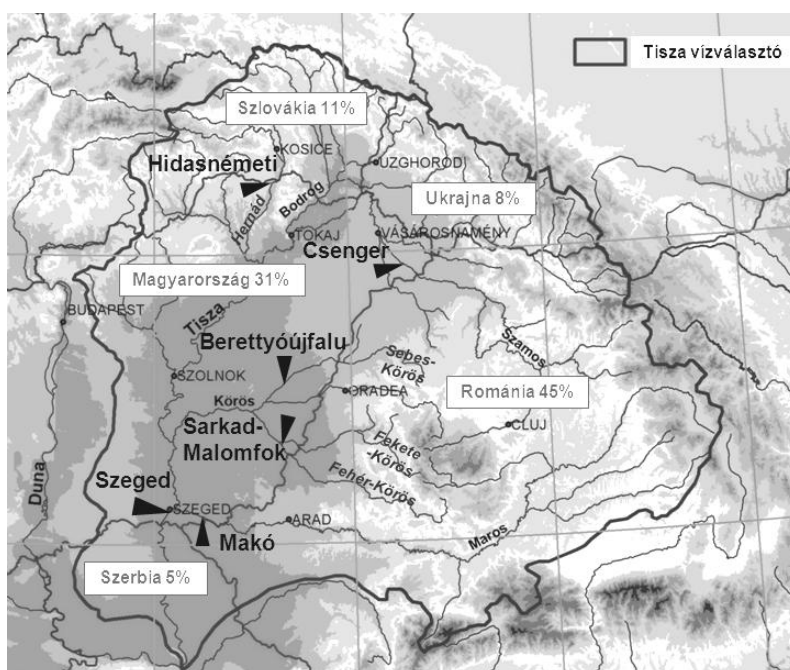 Tisza vízválasztó
Szlovákia 11%
KOSICE
Hidasnémeti
UZGHOROD
Ukrajna 8%
Bodrog
Hernád
TOKAJ
VÁSÁROSNAMÉNY
Csenger
Magyarország 31%
BUDAPEST
Tisza
Szamos
Berettyóújfalu
Sebes-
Körös
SZOLNOK
ORADEA
Románia 45%
Körös
Sarkad-
Malomfok
CLUJ
Fekete
-Körös
Fehér-Körös
Duna
Szeged
SZEGED
ARAD
Makó
Maros
Szerbia 5%